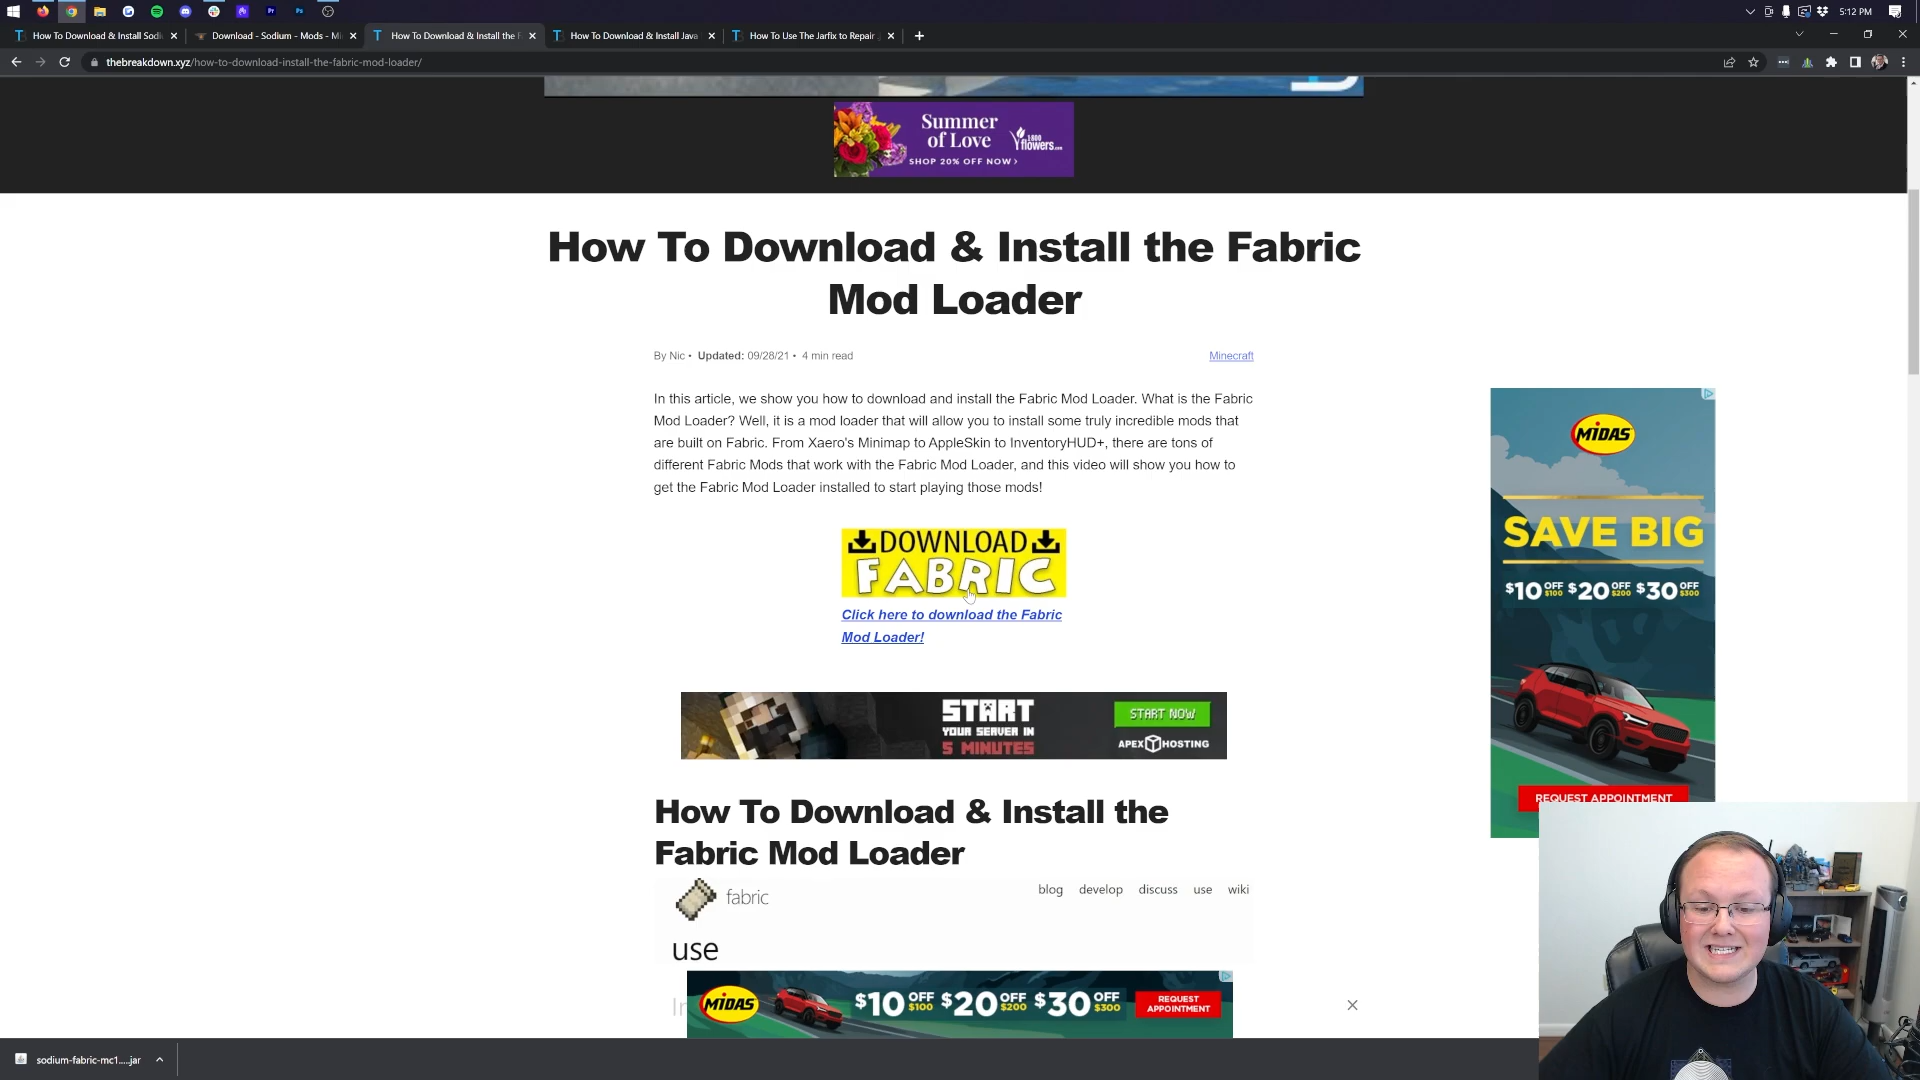 5:12 PM
How To Download & Install Sodi
Download - Sodium - Mods - Mi
How To Download & Install the F
How To Download & Install Java
How To Use The Jarfix to Repair
thebreakdown.xyz/how-to-download-install-the-fabric-mod-loader/
Summer
of Love
SHOP 20% OFF NOW ›
1800
flowers.com
How To Download & Install the Fabric
Mod Loader
By Nic • Updated: 09/28/21 • 4 min read
Minecraft
In this article, we show you how to download and install the Fabric Mod Loader. What is the Fabric
Mod Loader? Well, it is a mod loader that will allow you to install some truly incredible mods that
are built on Fabric. From Xaero's Minimap to AppleSkin to InventoryHUD+, there are tons of
different Fabric Mods that work with the Fabric Mod Loader, and this video will show you how to
get the Fabric Mod Loader installed to start playing those mods!
DOWNLOAD
FABRIC
Click here to download the Fabric
Mod Loader!
MIDAS
SAVE BIG
$10 OFF $100 $20 OFF $200 $30 OFF $300
REQUEST APPOINTMENT
START
YOUR SERVER IN
5 MINUTES
START NOW
APEX HOSTING
How To Download & Install the
Fabric Mod Loader
fabric
blog develop discuss use wiki
use
In
MIDAS
$10 OFF $100 $20 OFF $200 $30 OFF $300
REQUEST
APPOINTMENT
sodium-fabric-mc1....jar